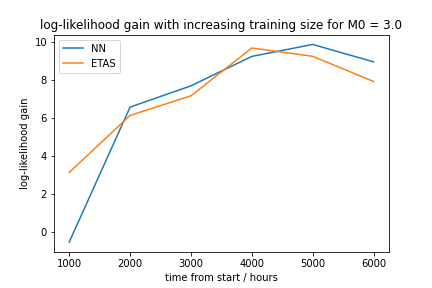 log-likelihood gain with increasing training size for M0 = 3.0
NN
ETAS
10
8
6
4
2
0
log-likelihood gain
1000 2000 3000 4000 5000 6000
time from start / hours